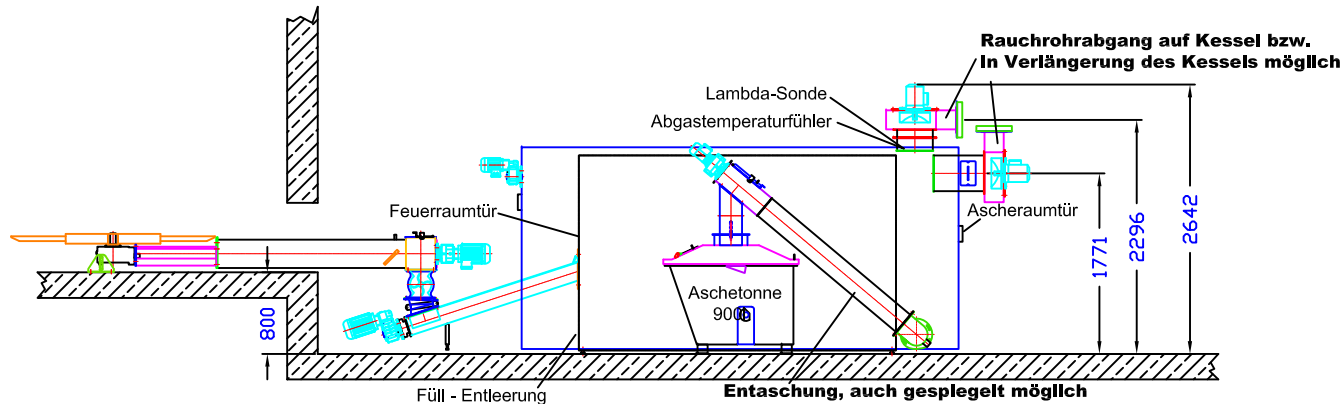 Rauchrohrabgang auf Kessel bzw.
in Verlängerung des Kessels möglich
Lambda-Sonde
Abgastemperaturfühler
Feuerraumtür
Ascheraumtür
1771
2296
2642
800
Aschetonne
900l
Füll - Entleerung
Entaschung, auch gespiegelt möglich